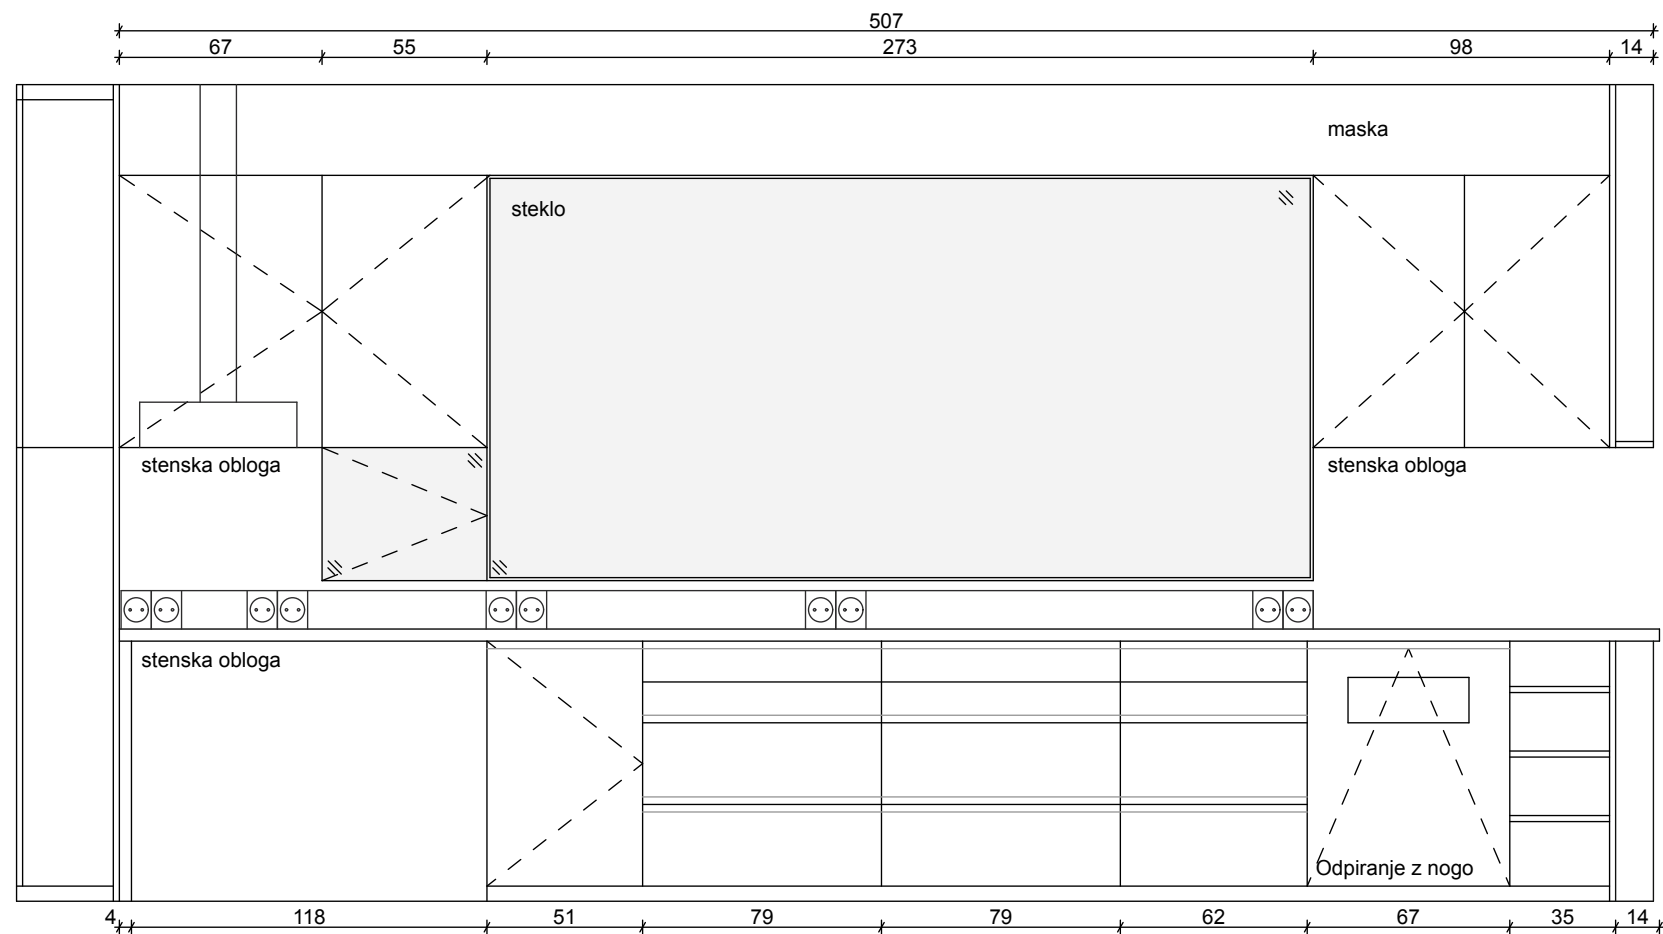 507
67 55 273 98 14
maska
steklo
stenska obloga
stenska obloga
stenska obloga
Odpiranje z nogo
4 118 51 79 79 62 67 35 14